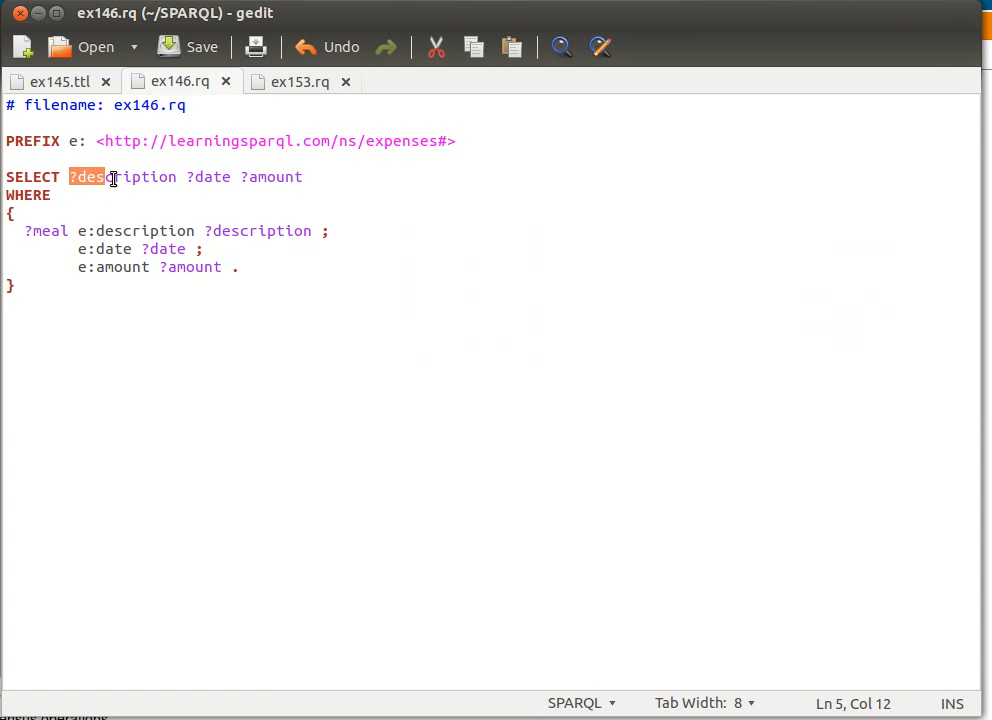 ex146.rq (~/SPARQL) - gedit
Open Save Undo
ex145.ttl ex146.rq ex153.rq
# filename: ex146.rq
PREFIX e: <http://learningsparql.com/ns/expenses#>
SELECT ?description ?date ?amount
WHERE
{
?meal e:description ?description ;
e:date ?date ;
e:amount ?amount .
}
SPARQL Tab Width: 8 Ln 5, Col 12 INS